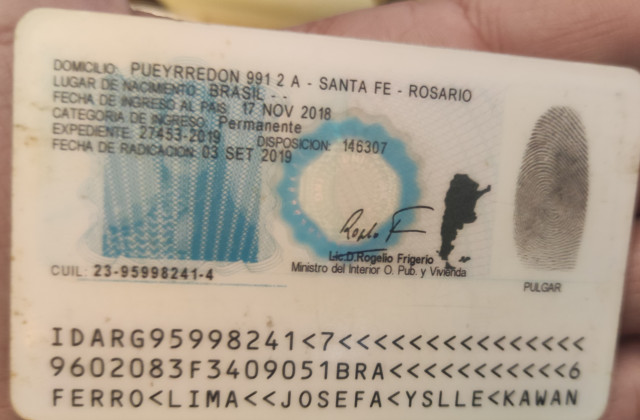 DOMICILIO: PUEYRREDON 991 2 A - SANTA FE - ROSARIO
LUGAR DE NACIMIENTO: BRASIL - -
FECHA DE INGRESO AL PAIS: 17 NOV 2018
CATEGORIA DE INGRESO: Permanente
EXPEDIENTE: 27453-2019 DISPOSICION: 146307
FECHA DE RADICACION: 03 SET 2019
Lic.D.Rogelio Frigerio
Ministro del Interior O. Pub. y Vivienda
CUIL: 23-95998241-4
PULGAR
IDARG95998241<7<<<<<<<<<<<<<<<
9602083F3409051BRA<<<<<<<<<<<6
FERRO<LIMA<<JOSEFA<YSLLE<KAWAN